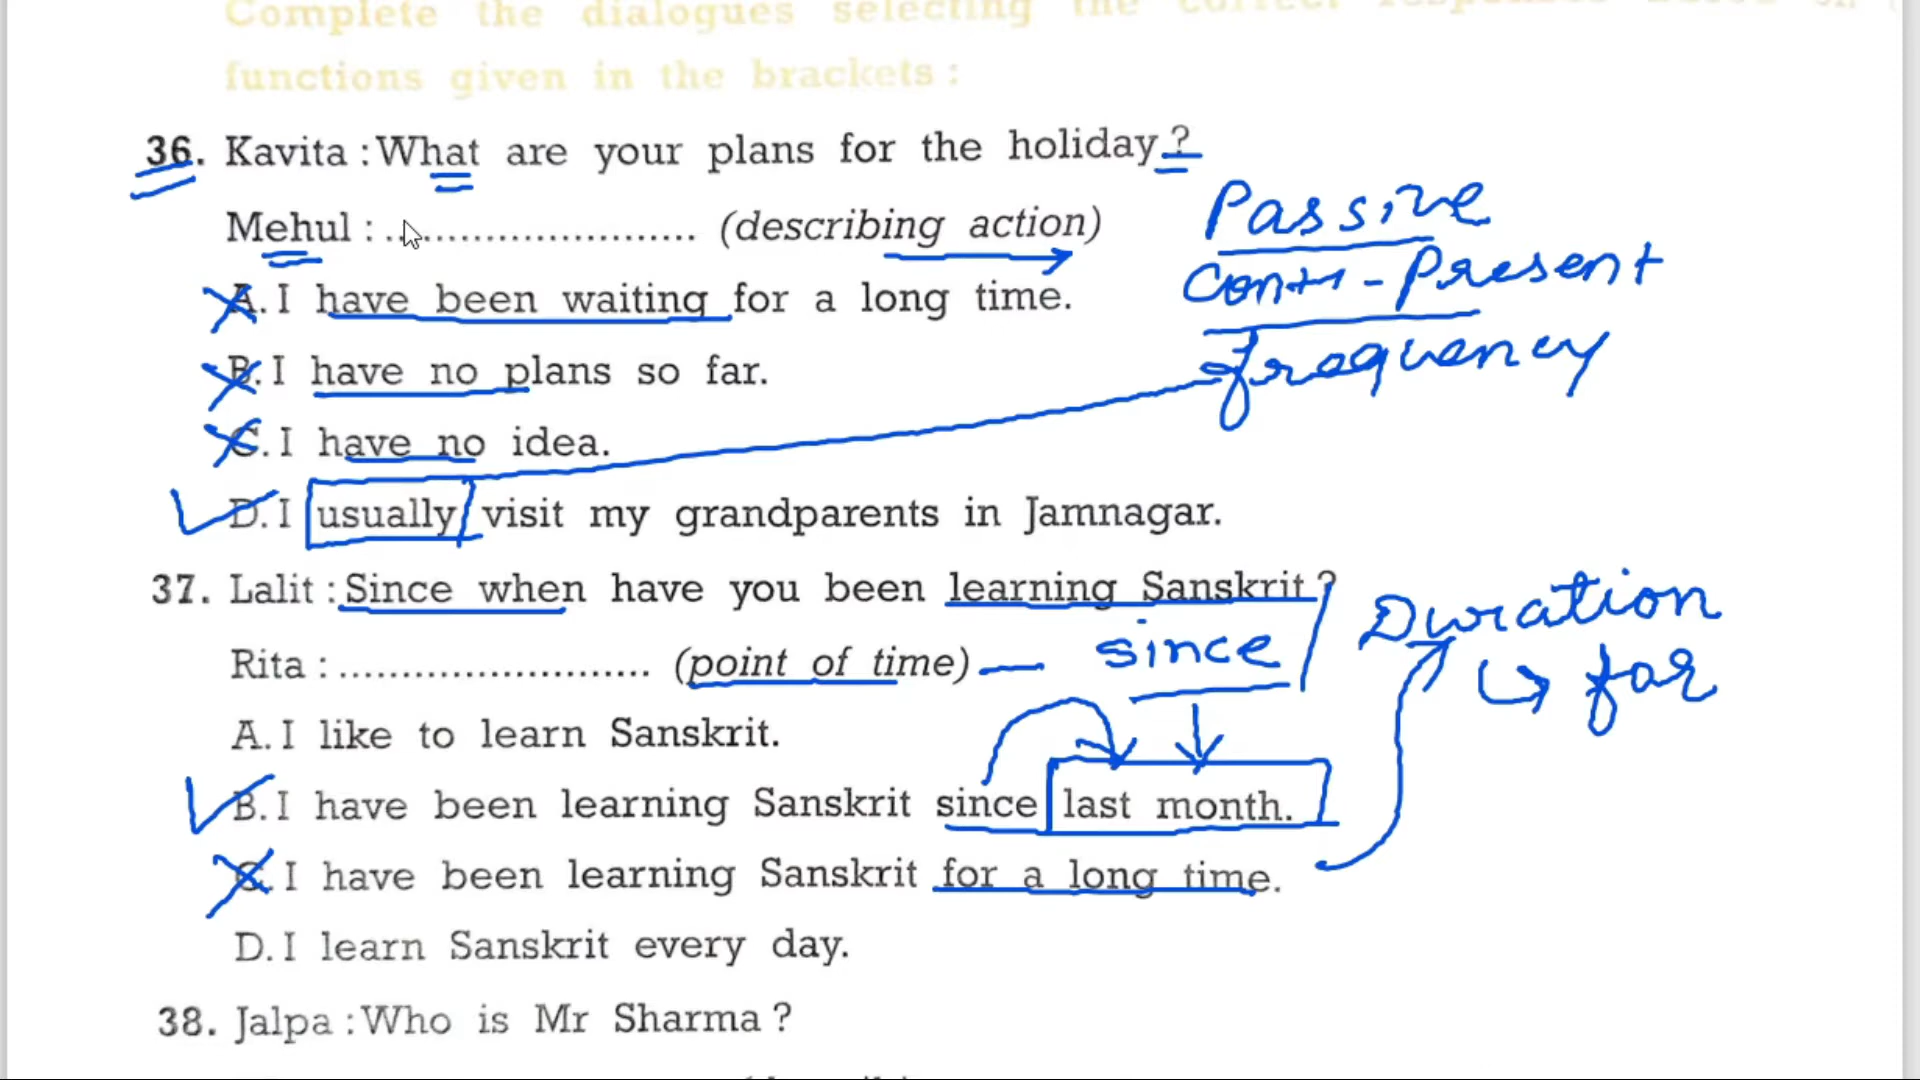 Complete the dialogues selecting the correct
functions given in the brackets :
36. Kavita : What are your plans for the holiday ?
Mehul : ............................ (describing action)
A. I have been waiting for a long time.
B. I have no plans so far.
C. I have no idea.
D. I usually visit my grandparents in Jamnagar.
Passive
Conti - Present
frequency
37. Lalit : Since when have you been learning Sanskrit ?
Rita : ............................ (point of time) — since
Duration
↳ for
A. I like to learn Sanskrit.
B. I have been learning Sanskrit since last month.
C. I have been learning Sanskrit for a long time.
D. I learn Sanskrit every day.
38. Jalpa : Who is Mr Sharma ?